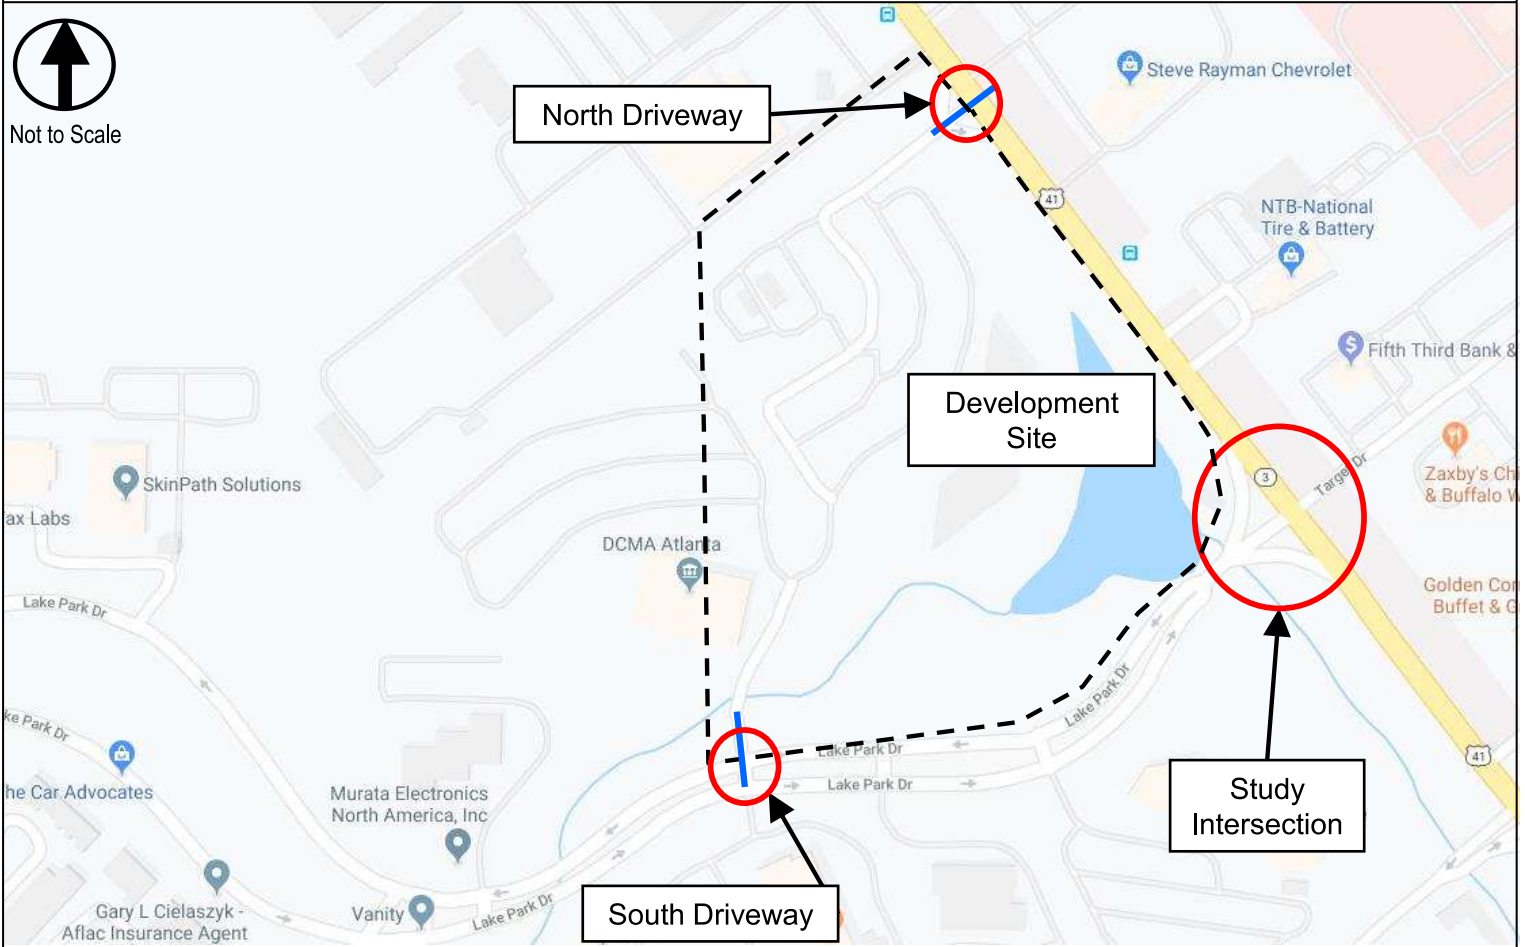 Not to Scale
North Driveway
Steve Rayman Chevrolet
41
NTB-National
Tire & Battery
$
Fifth Third Bank &
Development
Site
3
Target Dr
Zaxby's Chi
& Buffalo W
SkinPath Solutions
ax Labs
DCMA Atlanta
Golden Cor
Buffet & G
Lake Park Dr
Lake Park Dr
ke Park Dr
Lake Park Dr
Lake Park Dr
41
he Car Advocates
Murata Electronics
North America, Inc
Study
Intersection
Gary L Cielaszyk -
Aflac Insurance Agent
Vanity
Lake Park Dr
South Driveway